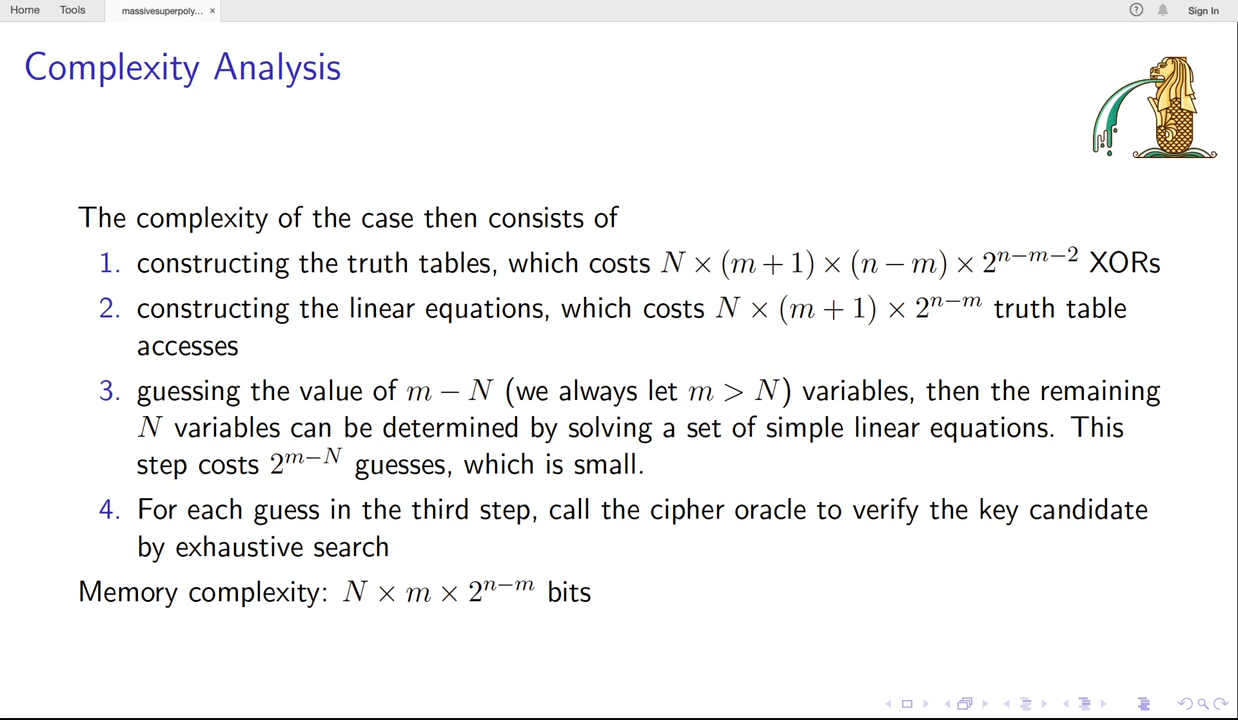 Home Tools massivesuperpoly... × Sign In
Complexity Analysis
The complexity of the case then consists of
1. constructing the truth tables, which costs N × (m + 1) × (n − m) × 2^{n−m−2} XORs
2. constructing the linear equations, which costs N × (m + 1) × 2^{n−m} truth table
accesses
3. guessing the value of m − N (we always let m > N) variables, then the remaining
N variables can be determined by solving a set of simple linear equations. This
step costs 2^{m−N} guesses, which is small.
4. For each guess in the third step, call the cipher oracle to verify the key candidate
by exhaustive search
Memory complexity: N × m × 2^{n−m} bits